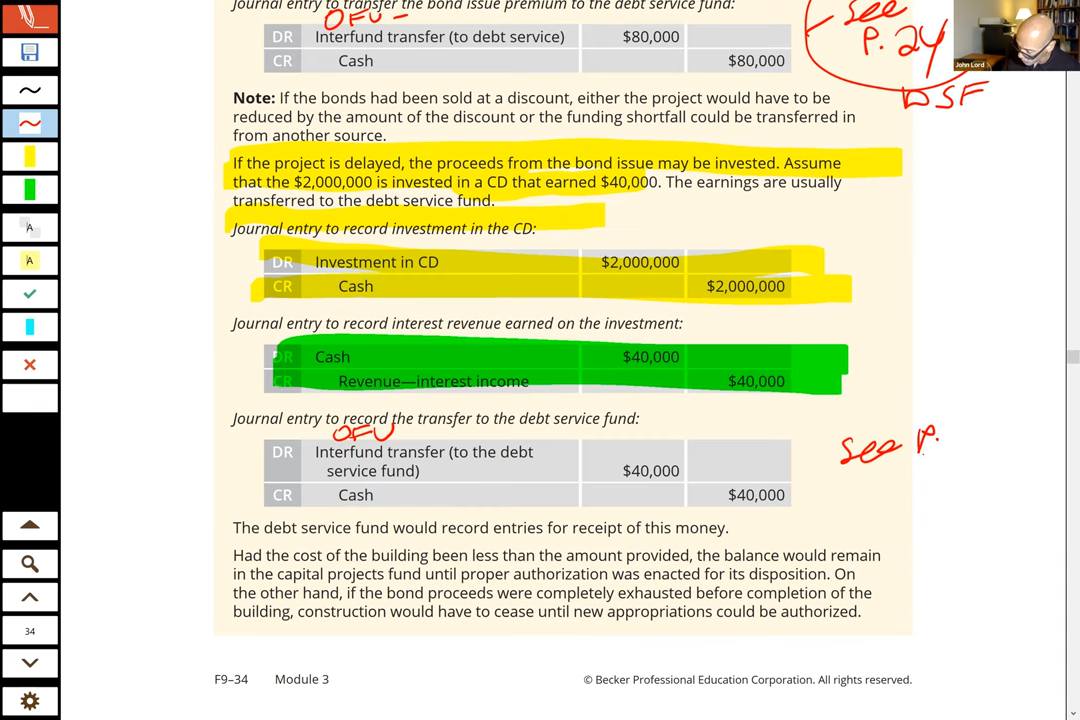 Journal entry to transfer the bond issue premium to the debt service fund:
OFU -
DR Interfund transfer (to debt service) $80,000
CR Cash $80,000
See
P. 24
DSF
John Lord
Note: If the bonds had been sold at a discount, either the project would have to be
reduced by the amount of the discount or the funding shortfall could be transferred in
from another source.
If the project is delayed, the proceeds from the bond issue may be invested. Assume
that the $2,000,000 is invested in a CD that earned $40,000. The earnings are usually
transferred to the debt service fund.
Journal entry to record investment in the CD:
DR Investment in CD $2,000,000
CR Cash $2,000,000
Journal entry to record interest revenue earned on the investment:
DR Cash $40,000
CR Revenue—interest income $40,000
Journal entry to record the transfer to the debt service fund:
OFU
DR Interfund transfer (to the debt
service fund) $40,000
CR Cash $40,000
See P.
The debt service fund would record entries for receipt of this money.
Had the cost of the building been less than the amount provided, the balance would remain
in the capital projects fund until proper authorization was enacted for its disposition. On
the other hand, if the bond proceeds were completely exhausted before completion of the
building, construction would have to cease until new appropriations could be authorized.
F9–34 Module 3 © Becker Professional Education Corporation. All rights reserved.
A
A
34